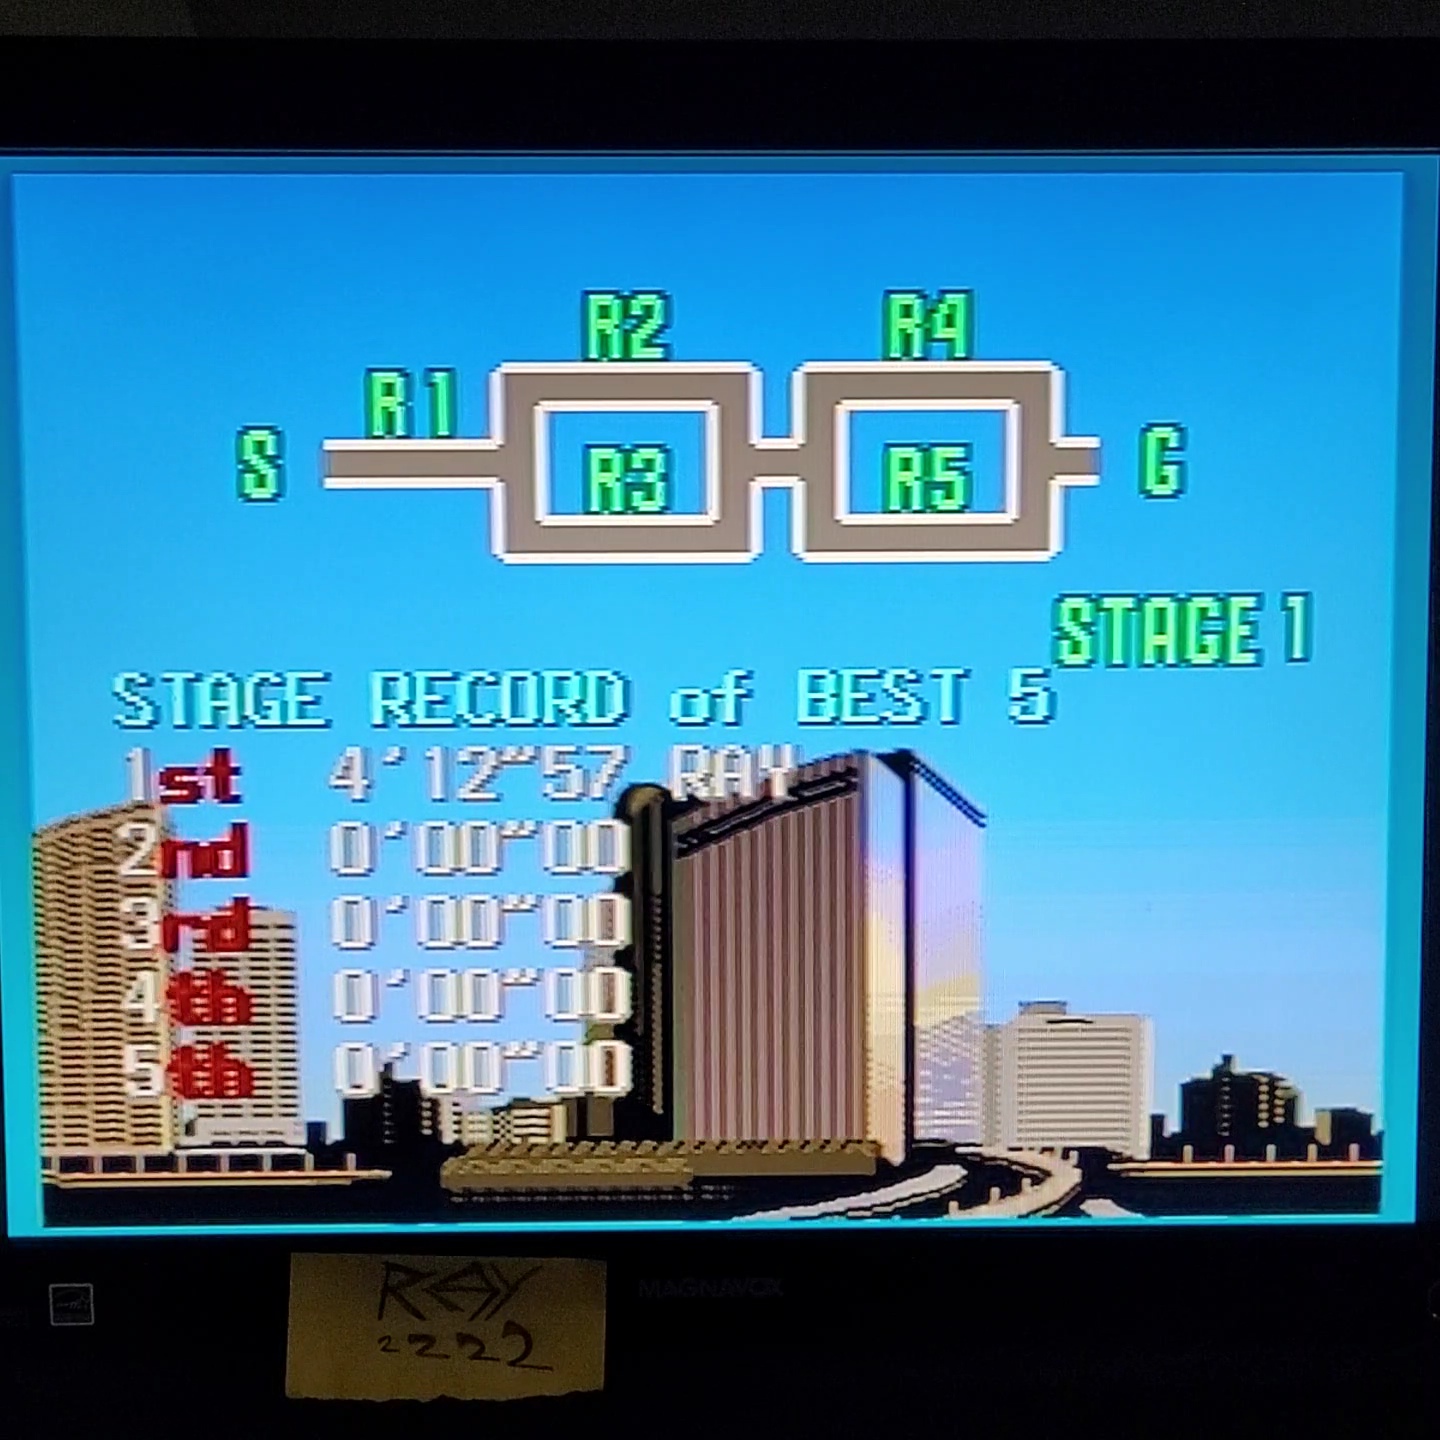 R2 R4
R1
S G
R3 R5
STAGE 1
STAGE RECORD of BEST 5
1st 4'12"57 RAY
2nd 0'00"00
3rd 0'00"00
4th 0'00"00
5th 0'00"00
MAGNAVOX
RAY
2222